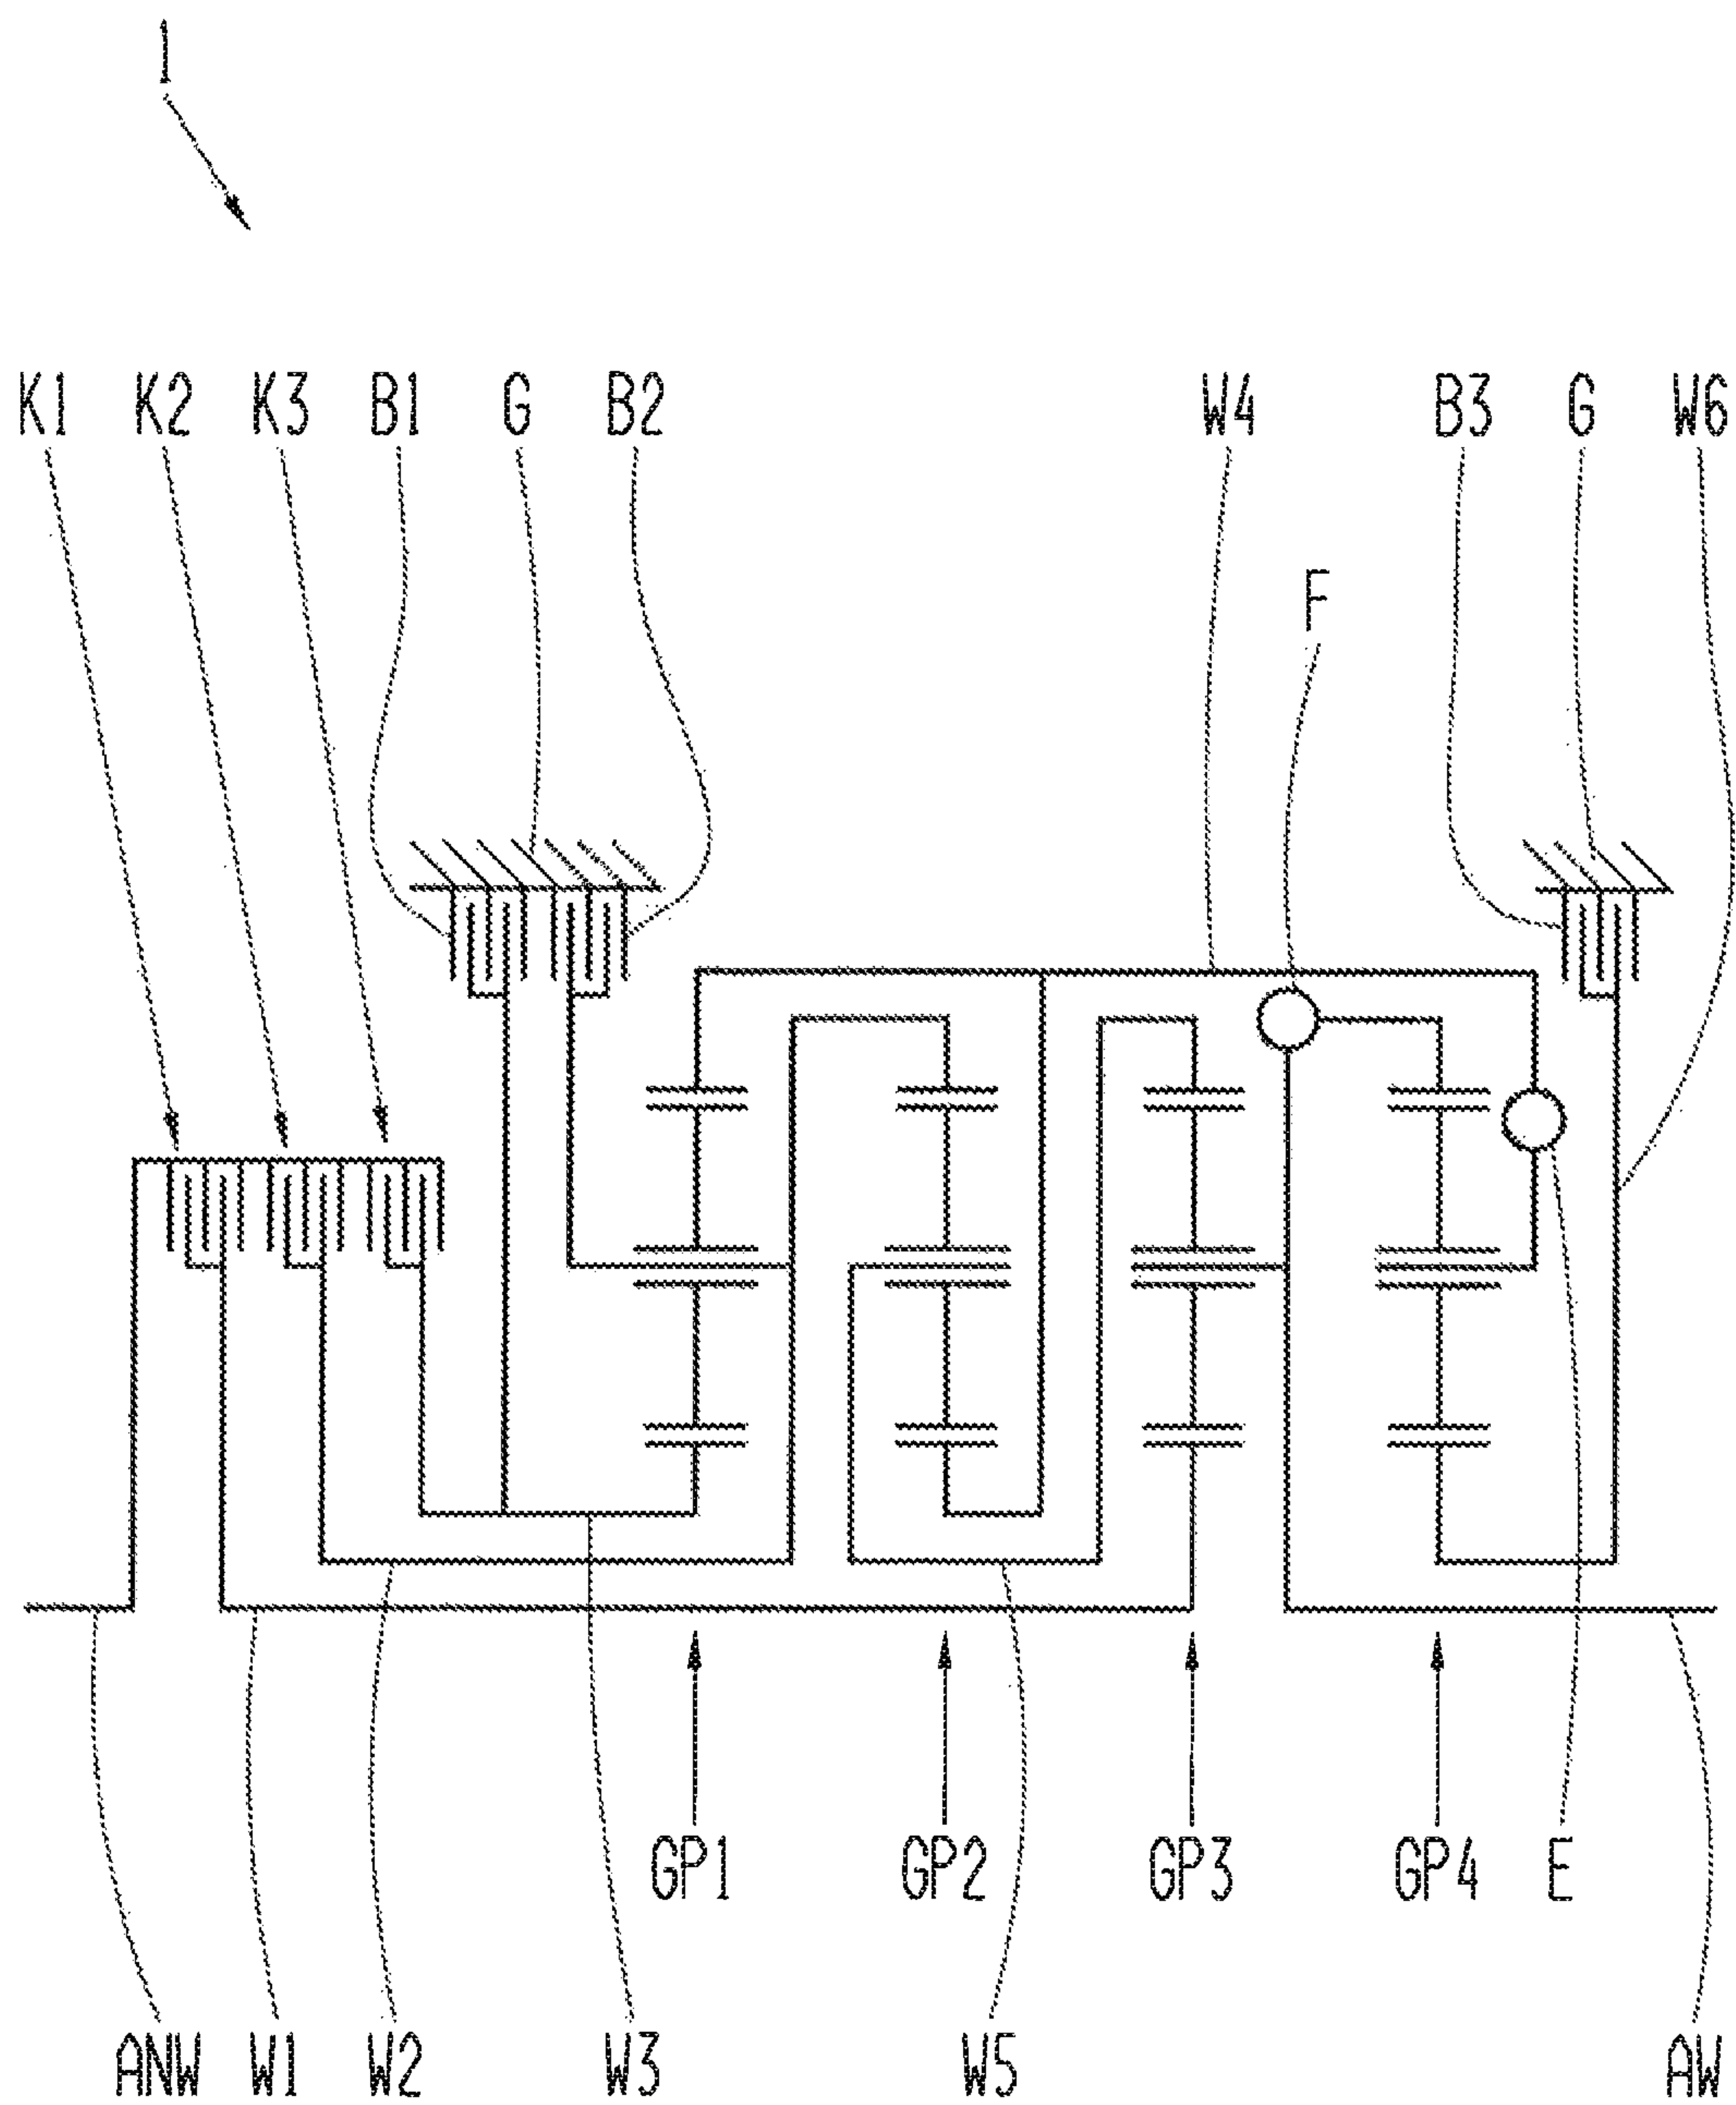 1
K1 K2 K3 B1 G B2 W4 B3 G W6
F
GP1 GP2 GP3 GP4 E
ANW W1 W2 W3 W5 AW